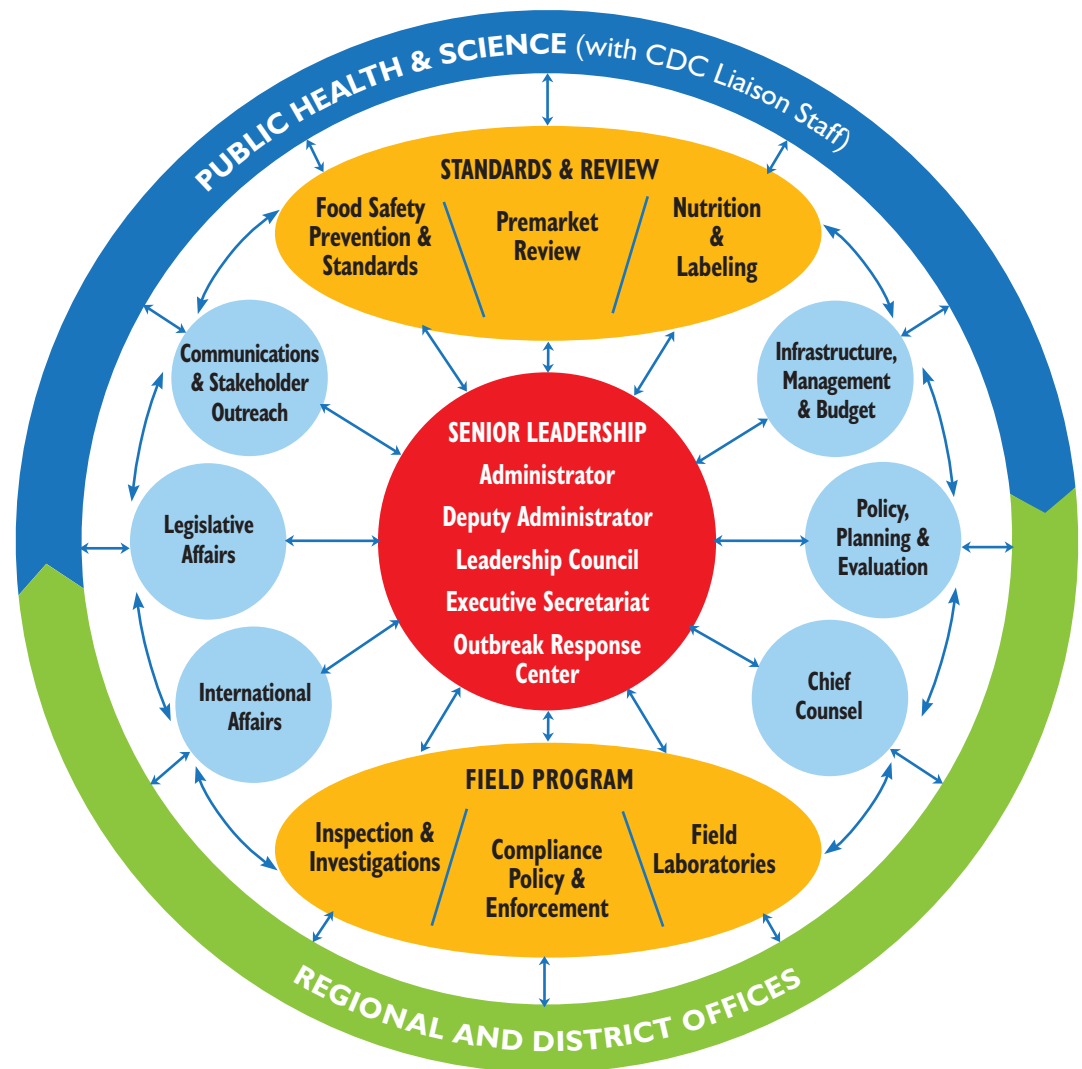 PUBLIC HEALTH & SCIENCE (with CDC Liaison Staff)
STANDARDS & REVIEW
Food Safety
Prevention &
Standards
Premarket
Review
Nutrition
&
Labeling
Communications
& Stakeholder
Outreach
Infrastructure,
Management
& Budget
SENIOR LEADERSHIP
Administrator
Deputy Administrator
Leadership Council
Executive Secretariat
Outbreak Response
Center
Legislative
Affairs
Policy,
Planning &
Evaluation
International
Affairs
Chief
Counsel
FIELD PROGRAM
Inspection &
Investigations
Compliance
Policy &
Enforcement
Field
Laboratories
REGIONAL AND DISTRICT OFFICES